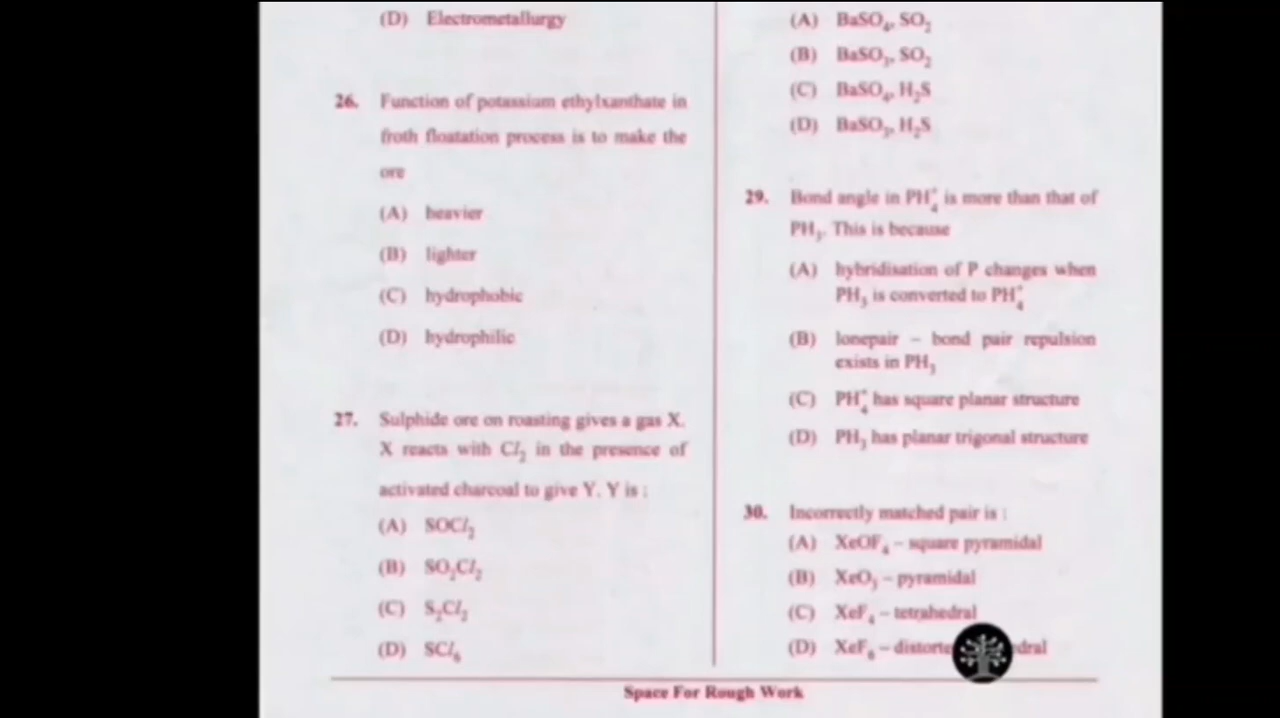 (D) Electrometallurgy
26. Function of potassium ethylxanthate in
froth floatation process is to make the
ore
(A) heavier
(B) lighter
(C) hydrophobic
(D) hydrophilic
27. Sulphide ore on roasting gives a gas X.
X reacts with Cl₂ in the presence of
activated charcoal to give Y. Y is :
(A) SOCl₂
(B) SO₂Cl₂
(C) S₂Cl₂
(D) SCl₆
(A) BaSO₄, SO₂
(B) BaSO₃, SO₂
(C) BaSO₄, H₂S
(D) BaSO₃, H₂S
29. Bond angle in PH₄⁺ is more than that of
PH₃. This is because
(A) hybridisation of P changes when
PH₃ is converted to PH₄⁺
(B) lonepair – bond pair repulsion
exists in PH₃
(C) PH₄⁺ has square planar structure
(D) PH₃ has planar trigonal structure
30. Incorrectly matched pair is :
(A) XeOF₄ – square pyramidal
(B) XeO₃ – pyramidal
(C) XeF₄ – tetrahedral
(D) XeF₆ –
Space For Rough Work